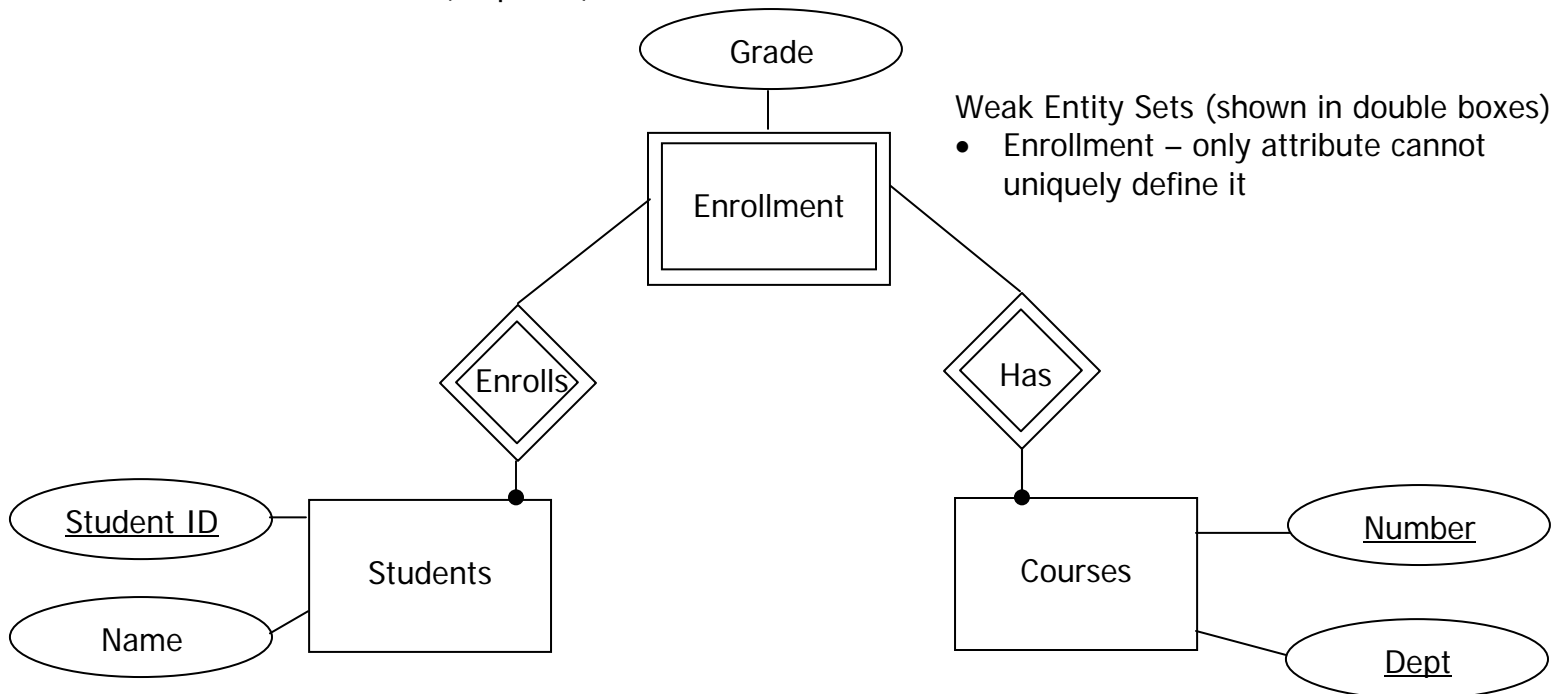 Grade
Weak Entity Sets (shown in double boxes)
• Enrollment – only attribute cannot
uniquely define it
Enrollment
Enrolls
Has
Student ID
Number
Students
Courses
Name
Dept